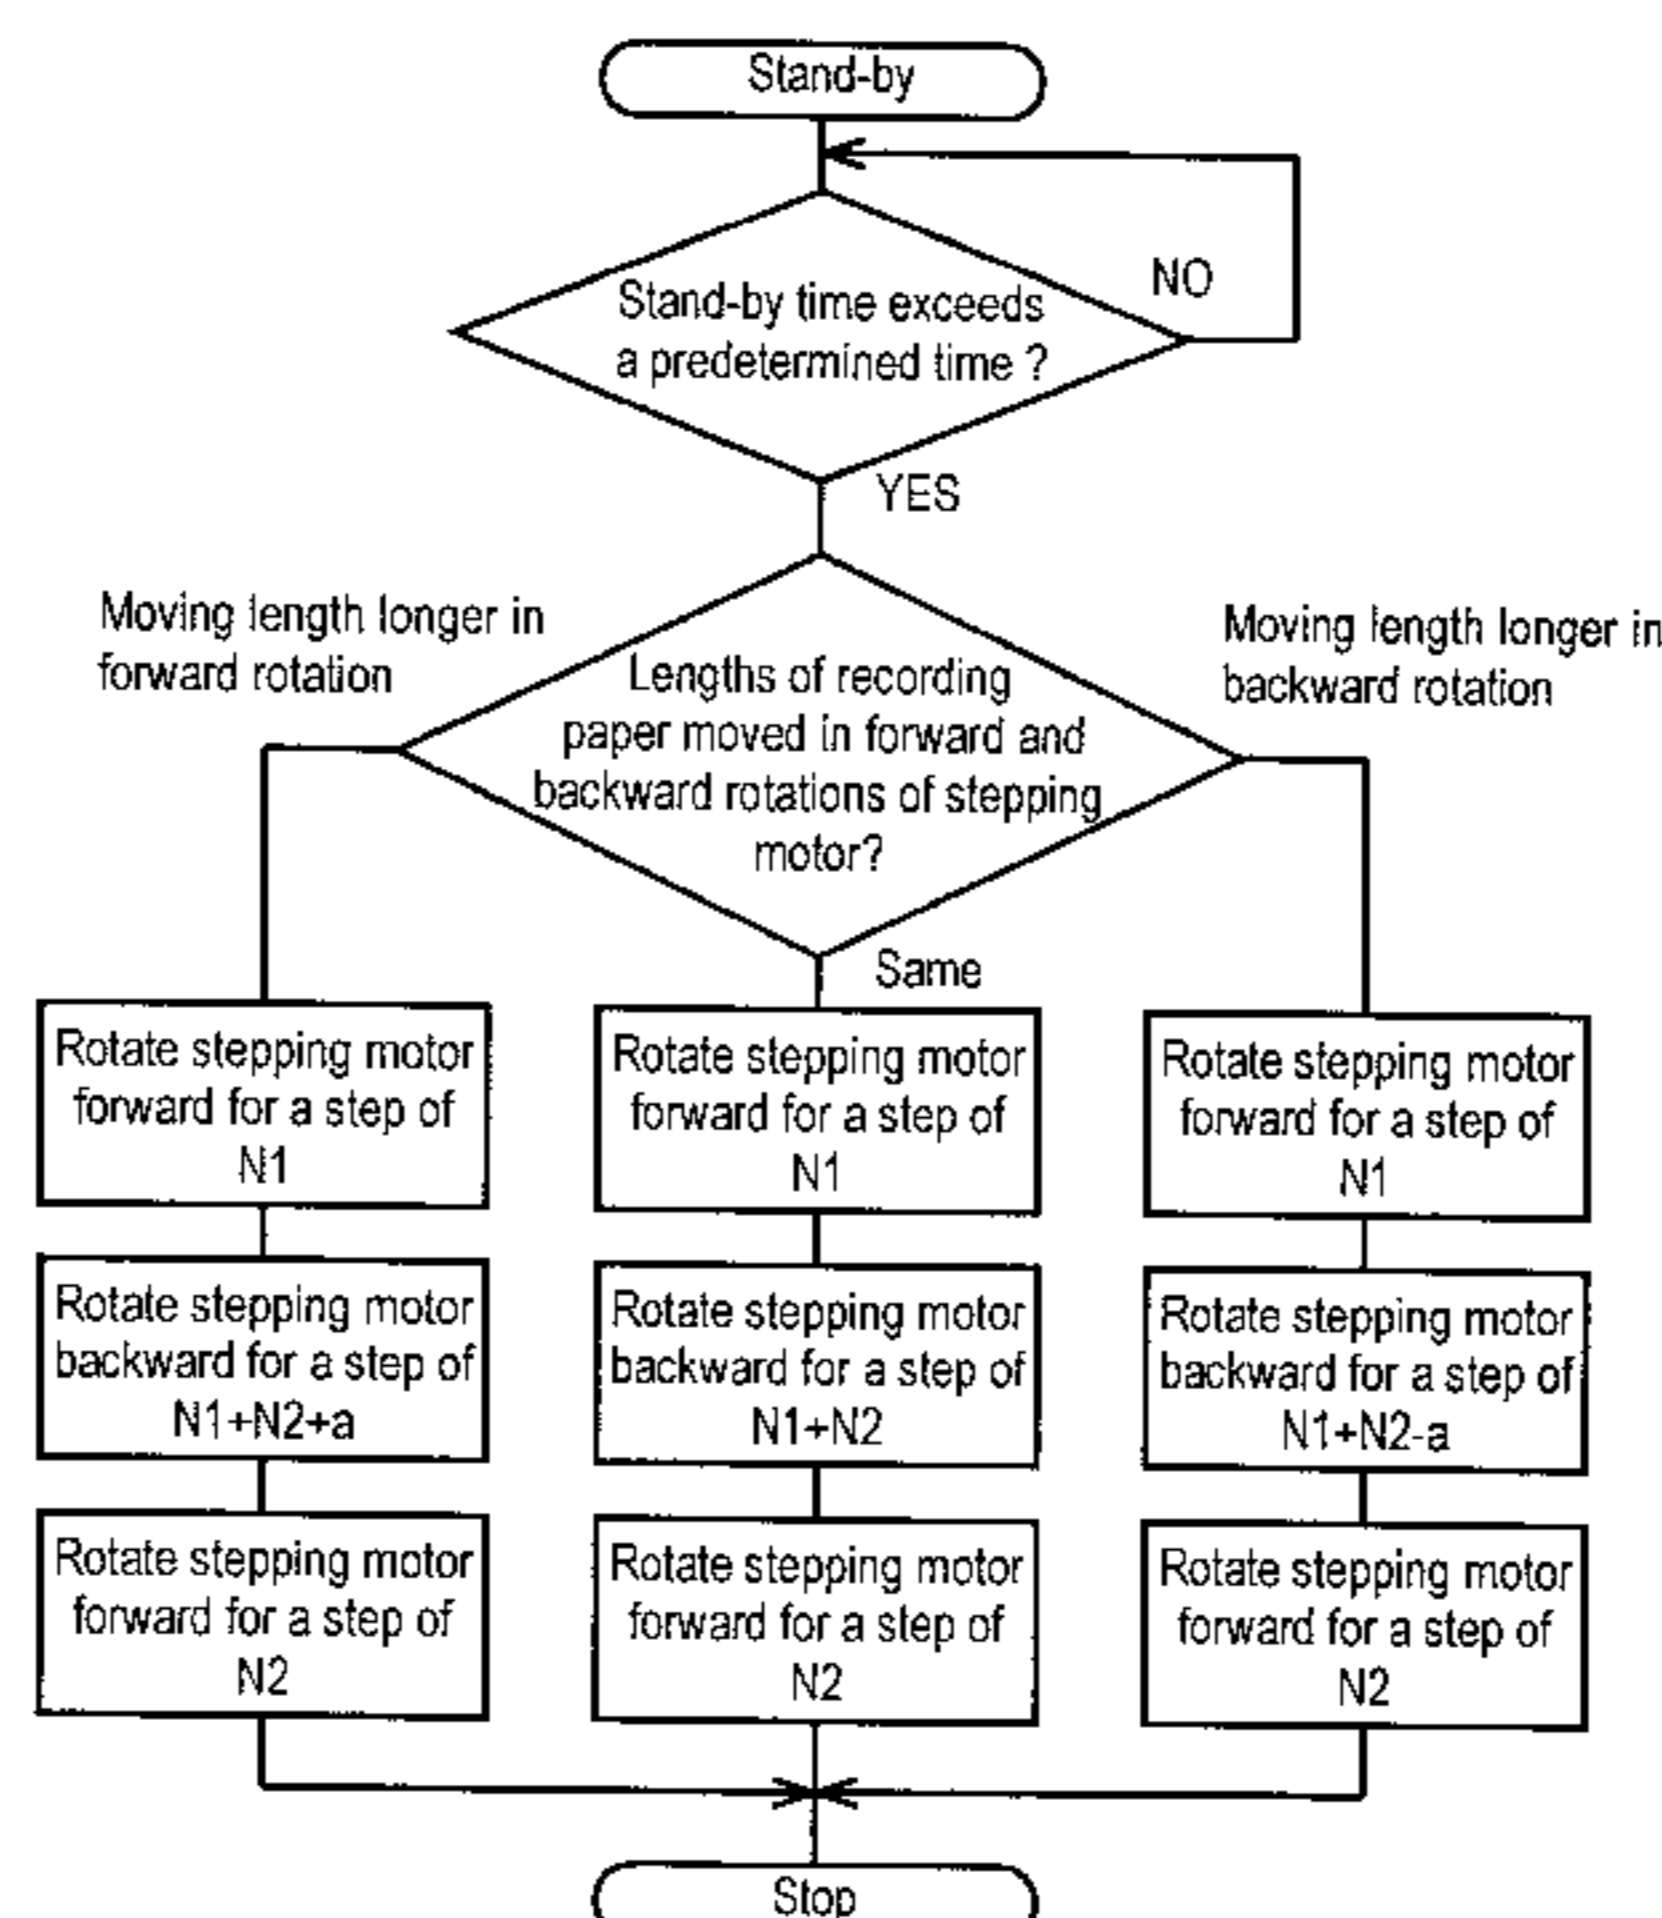 Stand-by
NO
Stand-by time exceeds
a predetermined time ?
YES
Moving length longer in
forward rotation
Moving length longer in
backward rotation
Lengths of recording
paper moved in forward and
backward rotations of stepping
motor?
Same
Rotate stepping motor
forward for a step of
N1
Rotate stepping motor
forward for a step of
N1
Rotate stepping motor
forward for a step of
N1
Rotate stepping motor
backward for a step of
N1+N2+a
Rotate stepping motor
backward for a step of
N1+N2
Rotate stepping motor
backward for a step of
N1+N2-a
Rotate stepping motor
forward for a step of
N2
Rotate stepping motor
forward for a step of
N2
Rotate stepping motor
forward for a step of
N2
Stop